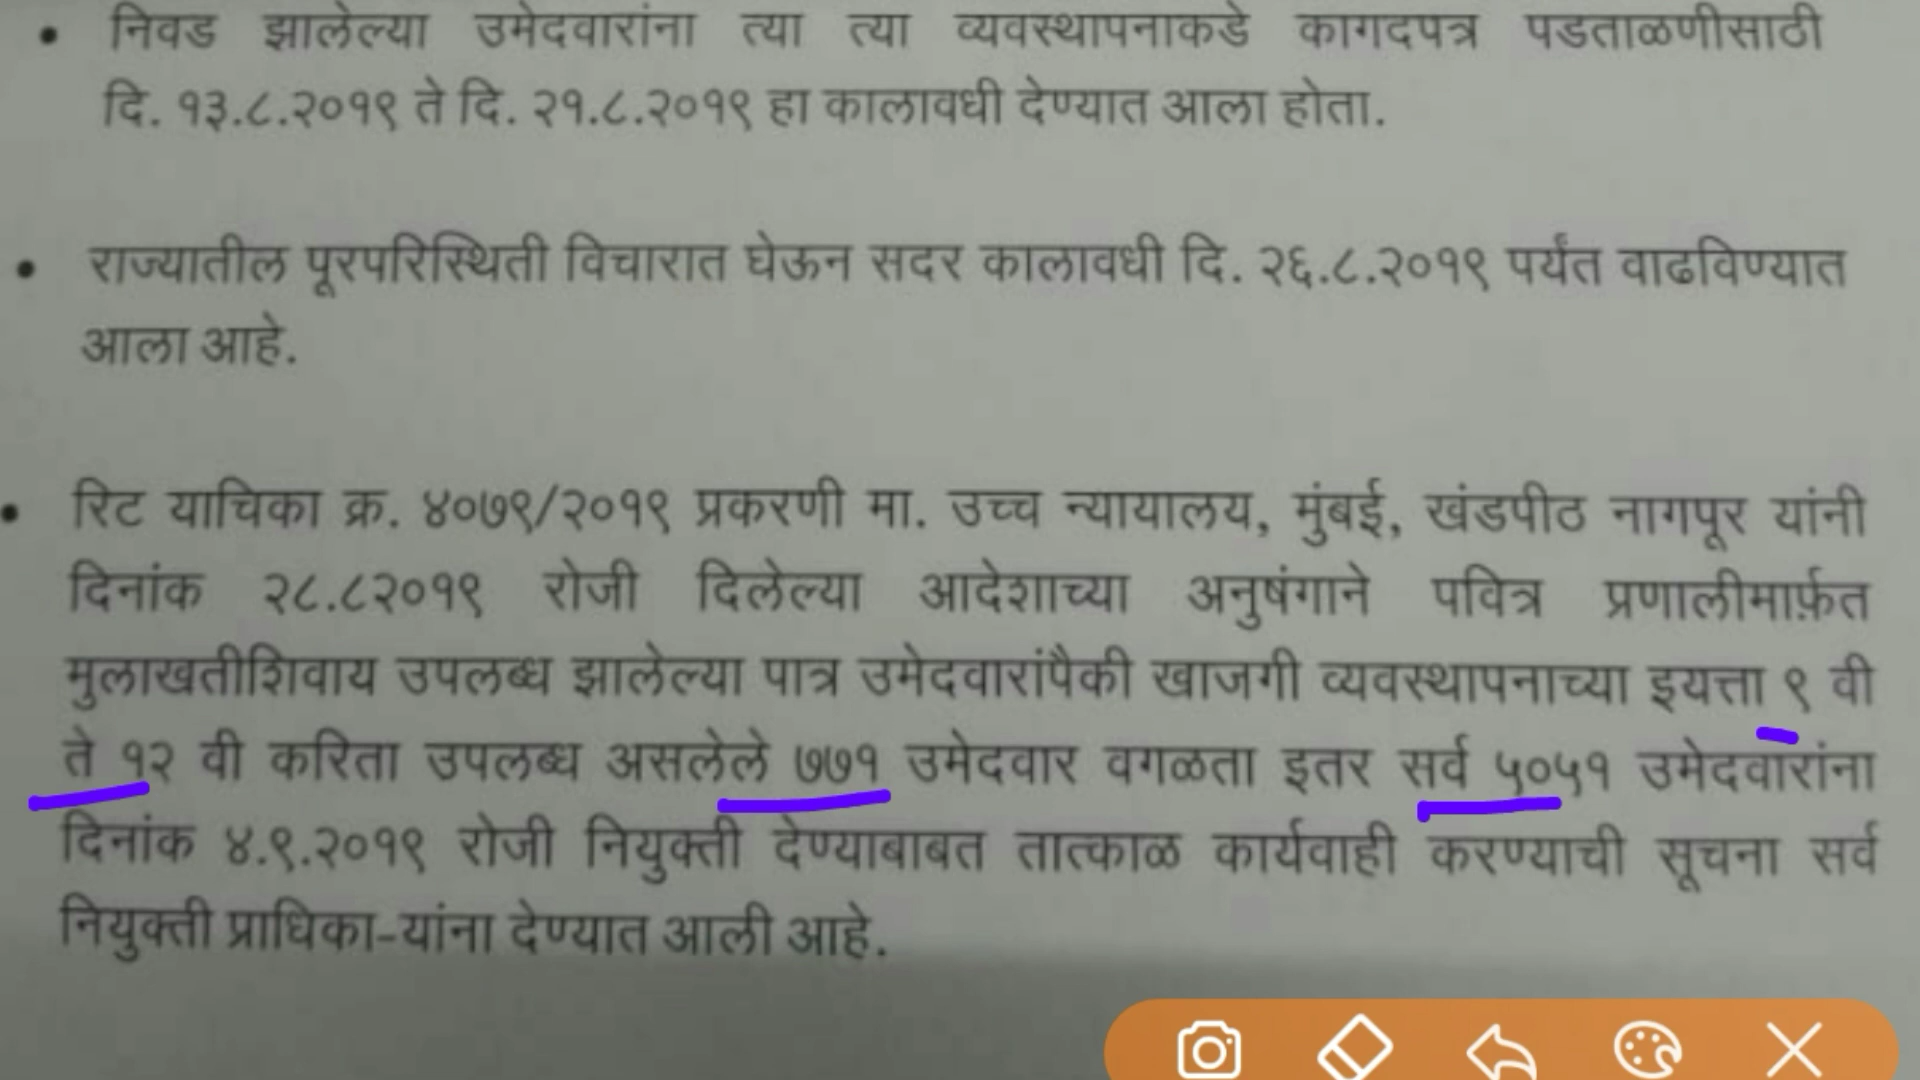 • निवड झालेल्या उमेदवारांना त्या त्या व्यवस्थापनाकडे कागदपत्र पडताळणीसाठी
दि. १३.८.२०१९ ते दि. २१.८.२०१९ हा कालावधी देण्यात आला होता.
• राज्यातील पूरपरिस्थिती विचारात घेऊन सदर कालावधी दि. २६.८.२०१९ पर्यंत वाढविण्यात
आला आहे.
• रिट याचिका क्र. ४०७९/२०१९ प्रकरणी मा. उच्च न्यायालय, मुंबई, खंडपीठ नागपूर यांनी
दिनांक २८.८२०१९ रोजी दिलेल्या आदेशाच्या अनुषंगाने पवित्र प्रणालीमार्फ़त
मुलाखतीशिवाय उपलब्ध झालेल्या पात्र उमेदवारांपैकी खाजगी व्यवस्थापनाच्या इयत्ता ९ वी
ते १२ वी करिता उपलब्ध असलेले ७७१ उमेदवार वगळता इतर सर्व ५०५१ उमेदवारांना
दिनांक ४.९.२०१९ रोजी नियुक्ती देण्याबाबत तात्काळ कार्यवाही करण्याची सूचना सर्व
नियुक्ती प्राधिका-यांना देण्यात आली आहे.